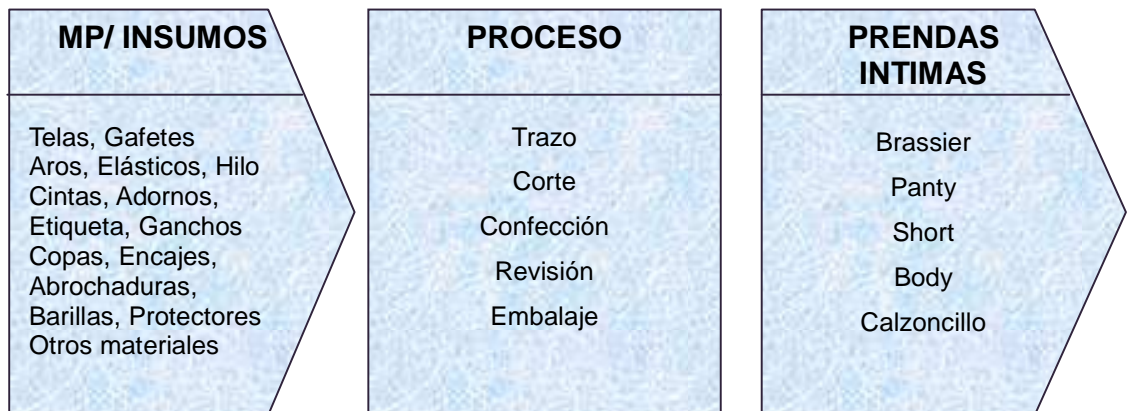 MP/ INSUMOS
Telas, Gafetes
Aros, Elásticos, Hilo
Cintas, Adornos,
Etiqueta, Ganchos
Copas, Encajes,
Abrochaduras,
Barillas, Protectores
Otros materiales
PROCESO
Trazo
Corte
Confección
Revisión
Embalaje
PRENDAS
INTIMAS
Brassier
Panty
Short
Body
Calzoncillo